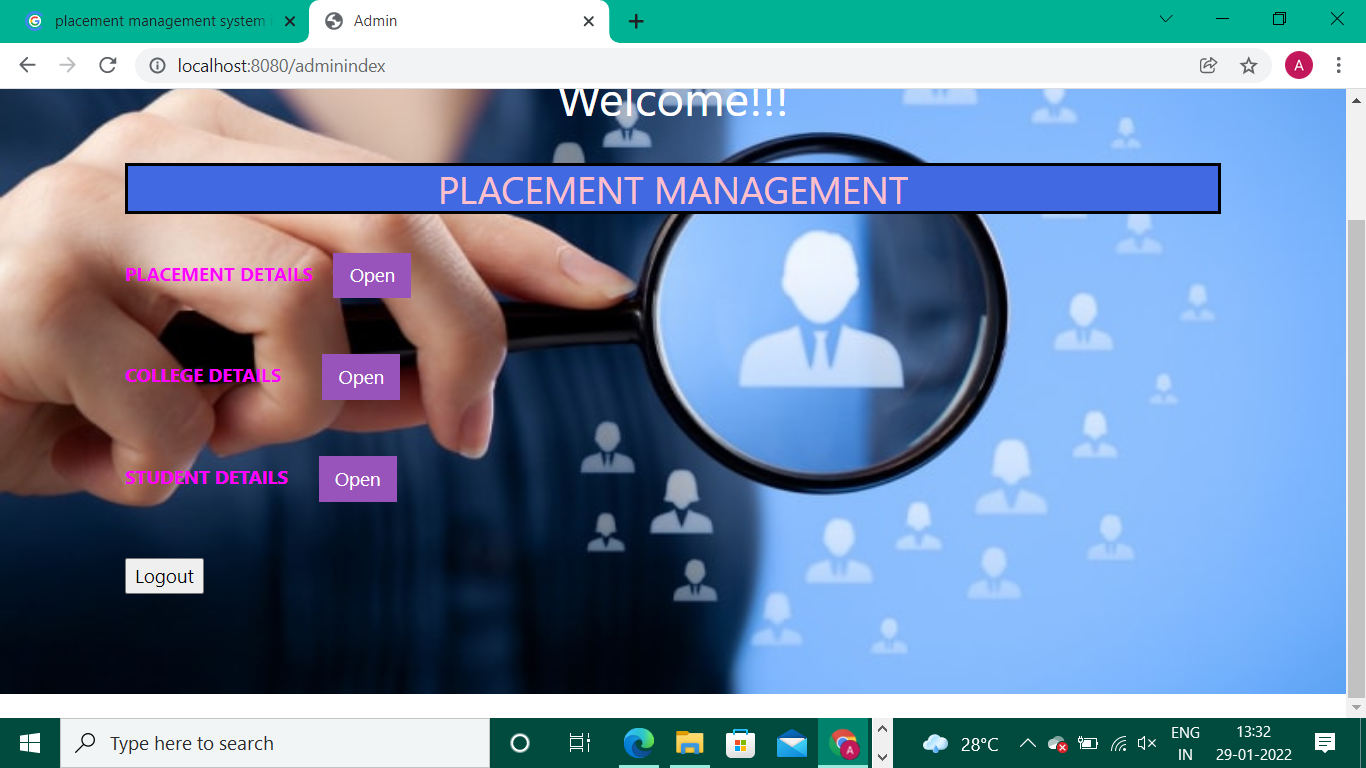 placement management system
Admin
localhost:8080/adminindex
A
Welcome!!!
PLACEMENT MANAGEMENT
PLACEMENT DETAILS Open
COLLEGE DETAILS Open
STUDENT DETAILS Open
Logout
Type here to search
A
28°C
ENG
IN
13:32
29-01-2022